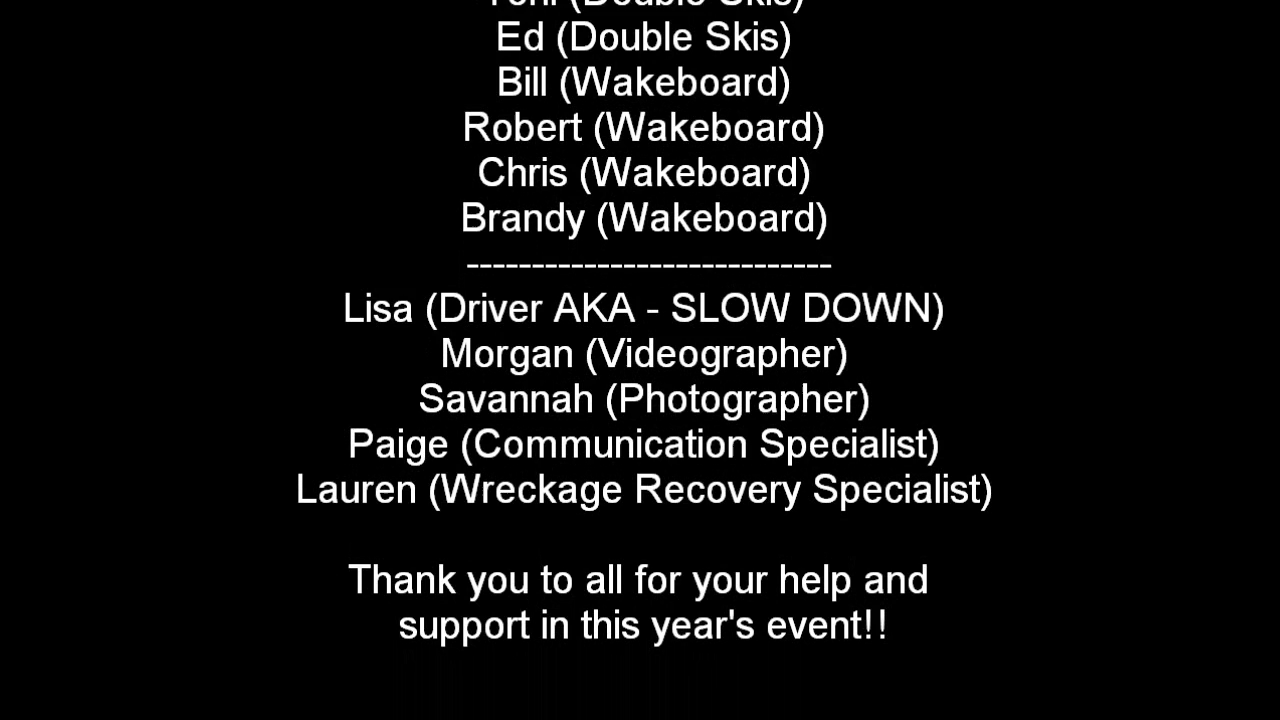 (Double Skis)
Ed (Double Skis)
Bill (Wakeboard)
Robert (Wakeboard)
Chris (Wakeboard)
Brandy (Wakeboard)
----------------------------
Lisa (Driver AKA - SLOW DOWN)
Morgan (Videographer)
Savannah (Photographer)
Paige (Communication Specialist)
Lauren (Wreckage Recovery Specialist)
Thank you to all for your help and
support in this year's event!!